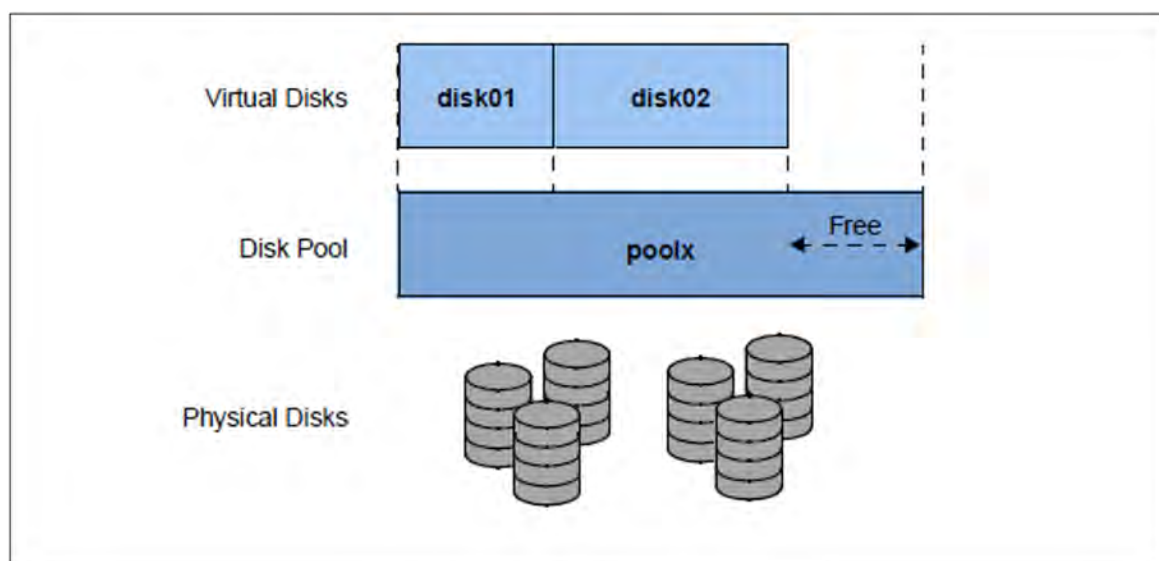 Virtual Disks
disk01
disk02
Disk Pool
poolx
Free
Physical Disks